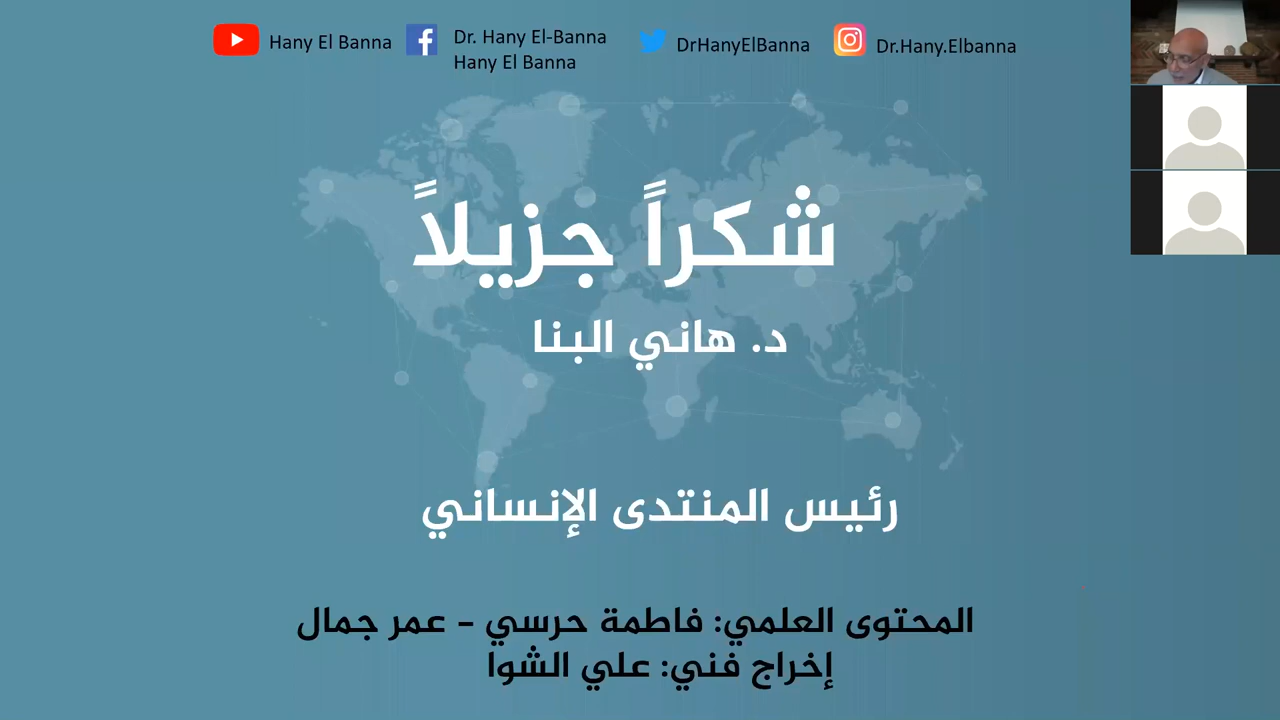 Hany El Banna
Dr. Hany El-Banna
Hany El Banna
DrHanyElBanna
Dr.Hany.Elbanna
شكراً جزيلاً
د. هاني البنا
رئيس المنتدى الإنساني
المحتوى العلمي: فاطمة حرسي - عمر جمال
إخراج فني: علي الشوا